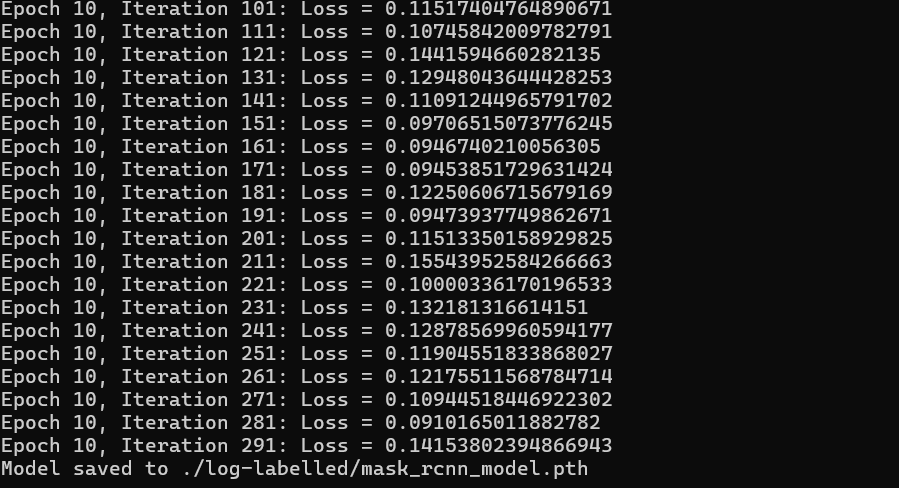 Epoch 10, Iteration 101: Loss = 0.11517404764890671
Epoch 10, Iteration 111: Loss = 0.10745842009782791
Epoch 10, Iteration 121: Loss = 0.1441594660282135
Epoch 10, Iteration 131: Loss = 0.12948043644428253
Epoch 10, Iteration 141: Loss = 0.11091244965791702
Epoch 10, Iteration 151: Loss = 0.09706515073776245
Epoch 10, Iteration 161: Loss = 0.0946740210056305
Epoch 10, Iteration 171: Loss = 0.09453851729631424
Epoch 10, Iteration 181: Loss = 0.12250606715679169
Epoch 10, Iteration 191: Loss = 0.09473937749862671
Epoch 10, Iteration 201: Loss = 0.11513350158929825
Epoch 10, Iteration 211: Loss = 0.15543952584266663
Epoch 10, Iteration 221: Loss = 0.10000336170196533
Epoch 10, Iteration 231: Loss = 0.132181316614151
Epoch 10, Iteration 241: Loss = 0.12878569960594177
Epoch 10, Iteration 251: Loss = 0.11904551833868027
Epoch 10, Iteration 261: Loss = 0.12175511568784714
Epoch 10, Iteration 271: Loss = 0.10944518446922302
Epoch 10, Iteration 281: Loss = 0.0910165011882782
Epoch 10, Iteration 291: Loss = 0.14153802394866943
Model saved to ./log-labelled/mask_rcnn_model.pth